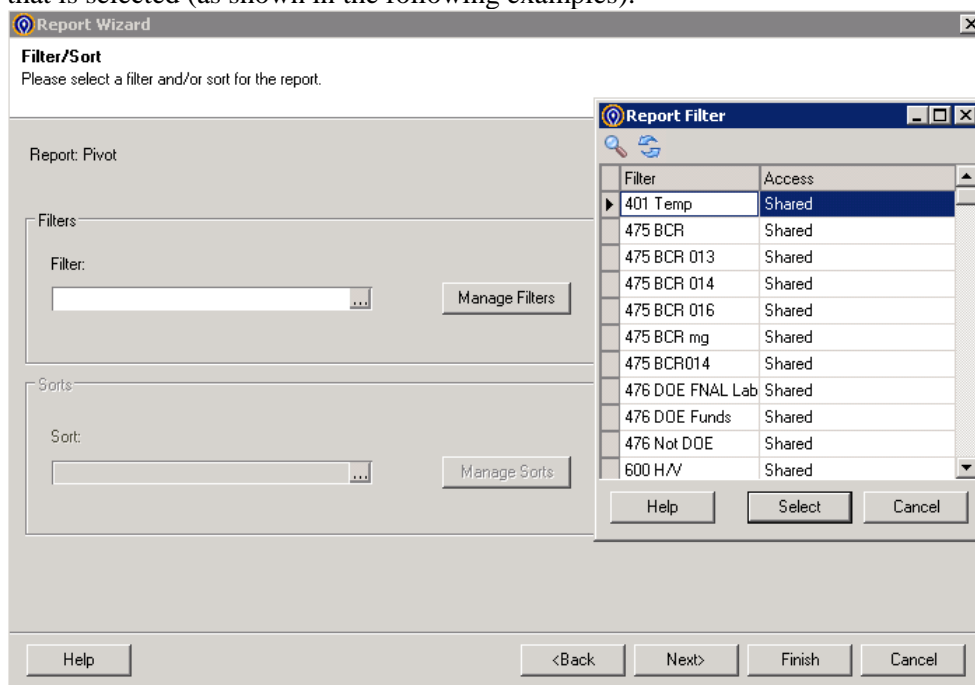 that is selected (as shown in the following examples).
Report Wizard
Filter/Sort
Please select a filter and/or sort for the report.
Report: Pivot
Filters
Filter:
...
Manage Filters
Sorts
Sort:
...
Manage Sorts
Report Filter
Filter Access
401 Temp Shared
475 BCR Shared
475 BCR 013 Shared
475 BCR 014 Shared
475 BCR 016 Shared
475 BCR mg Shared
475 BCR014 Shared
476 DOE FNAL Lab Shared
476 DOE Funds Shared
476 Not DOE Shared
600 H/V Shared
Help Select Cancel
Help <Back Next> Finish Cancel